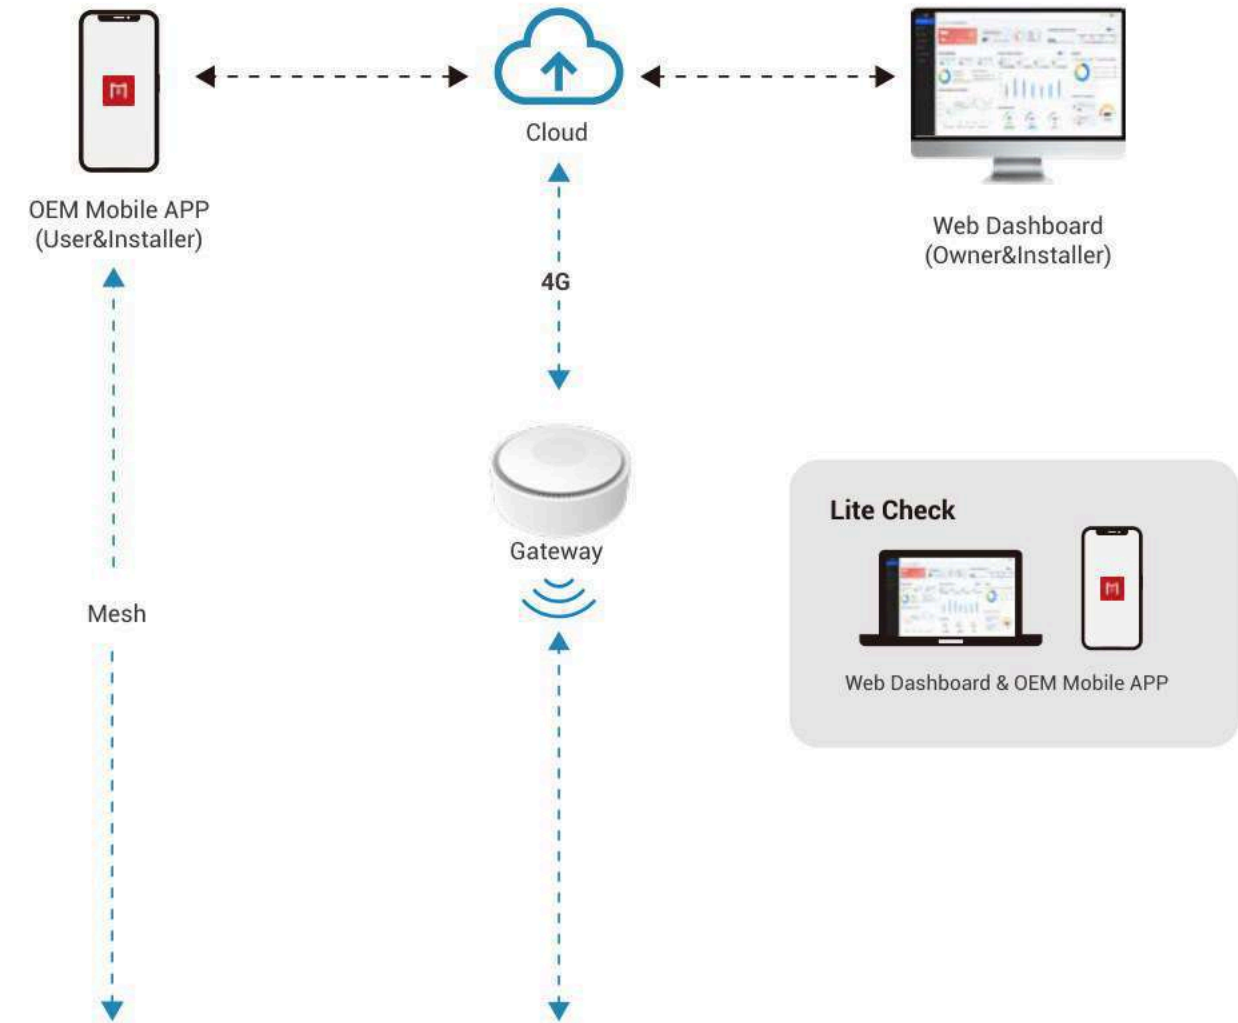 Cloud
OEM Mobile APP
(User&Installer)
Web Dashboard
(Owner&Installer)
4G
Gateway
Mesh
Lite Check
Web Dashboard & OEM Mobile APP